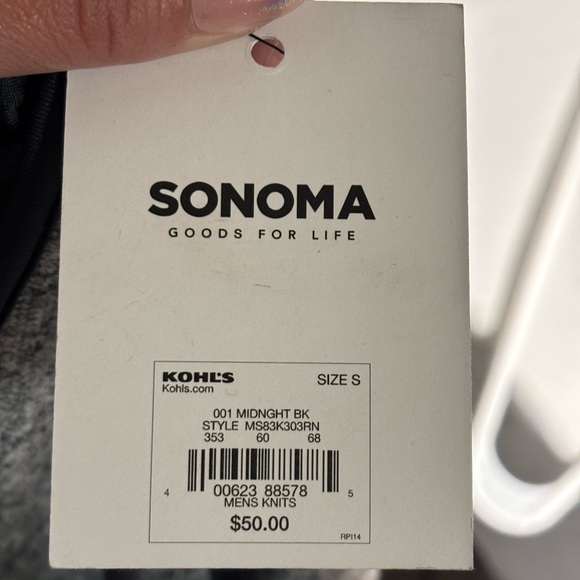 SONOMA
GOODS FOR LIFE
KOHL'S SIZE S
Kohls.com
001 MIDNGHT BK
STYLE MS83K303RN
353 60 68
4 00623 88578 5
MENS KNITS
$50.00
RPI14